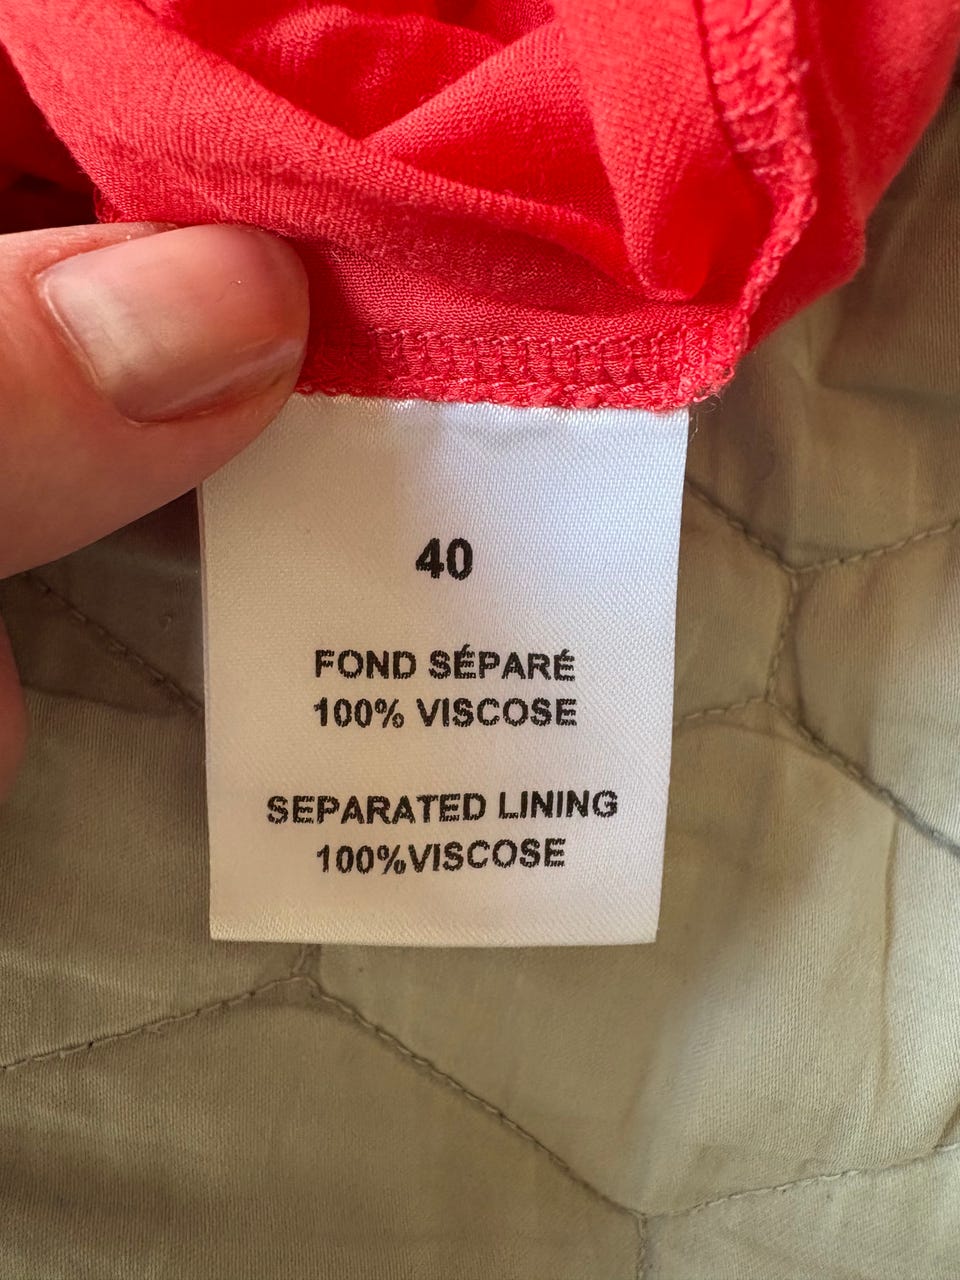 40
FOND SÉPARÉ
100% VISCOSE
SEPARATED LINING
100%VISCOSE